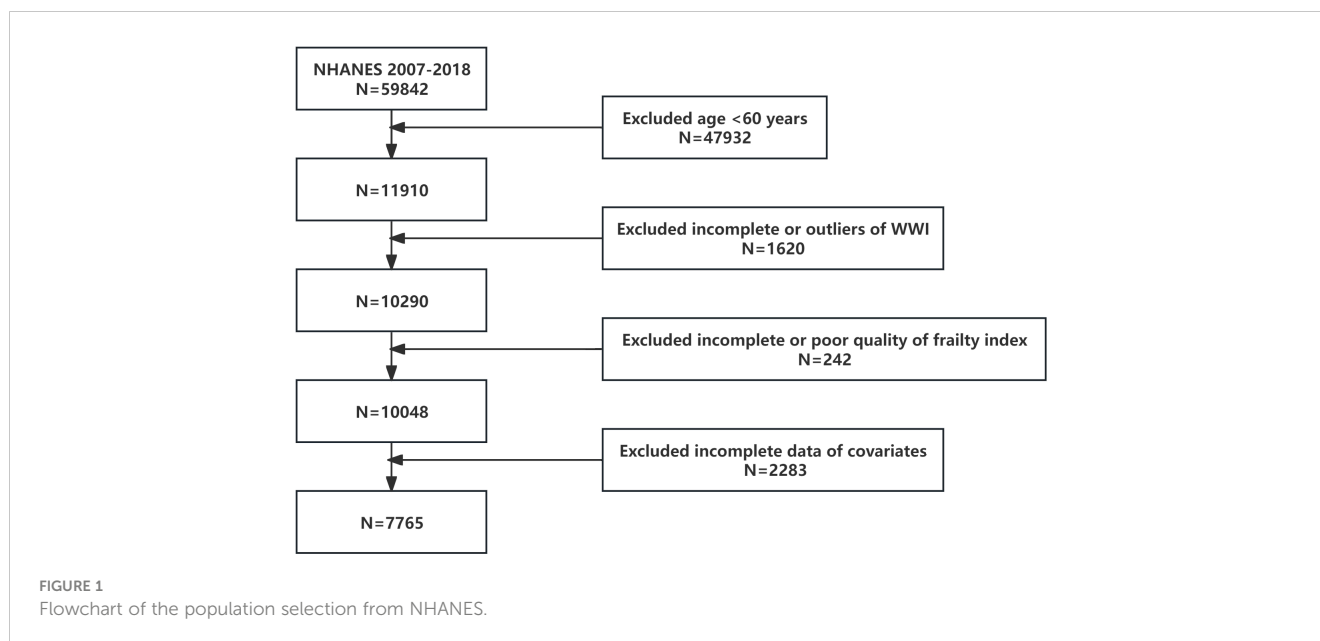 NHANES 2007-2018
N=59842
Excluded age <60 years
N=47932
N=11910
Excluded incomplete or outliers of WWI
N=1620
N=10290
Excluded incomplete or poor quality of frailty index
N=242
N=10048
Excluded incomplete data of covariates
N=2283
N=7765
FIGURE 1
Flowchart of the population selection from NHANES.